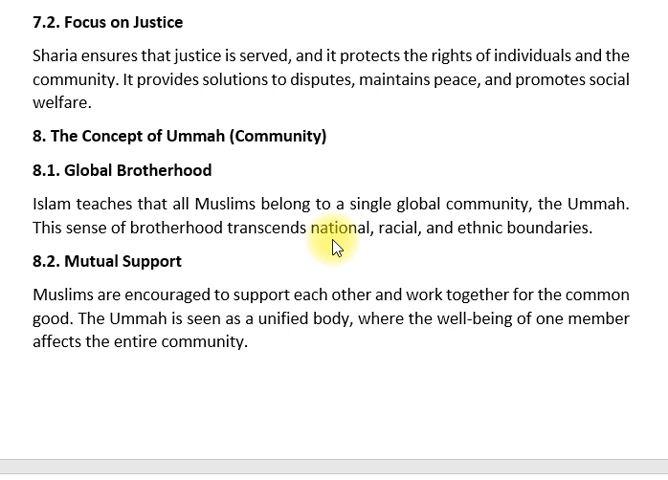 7.2. Focus on Justice
Sharia ensures that justice is served, and it protects the rights of individuals and the
community. It provides solutions to disputes, maintains peace, and promotes social
welfare.
8. The Concept of Ummah (Community)
8.1. Global Brotherhood
Islam teaches that all Muslims belong to a single global community, the Ummah.
This sense of brotherhood transcends national, racial, and ethnic boundaries.
8.2. Mutual Support
Muslims are encouraged to support each other and work together for the common
good. The Ummah is seen as a unified body, where the well-being of one member
affects the entire community.